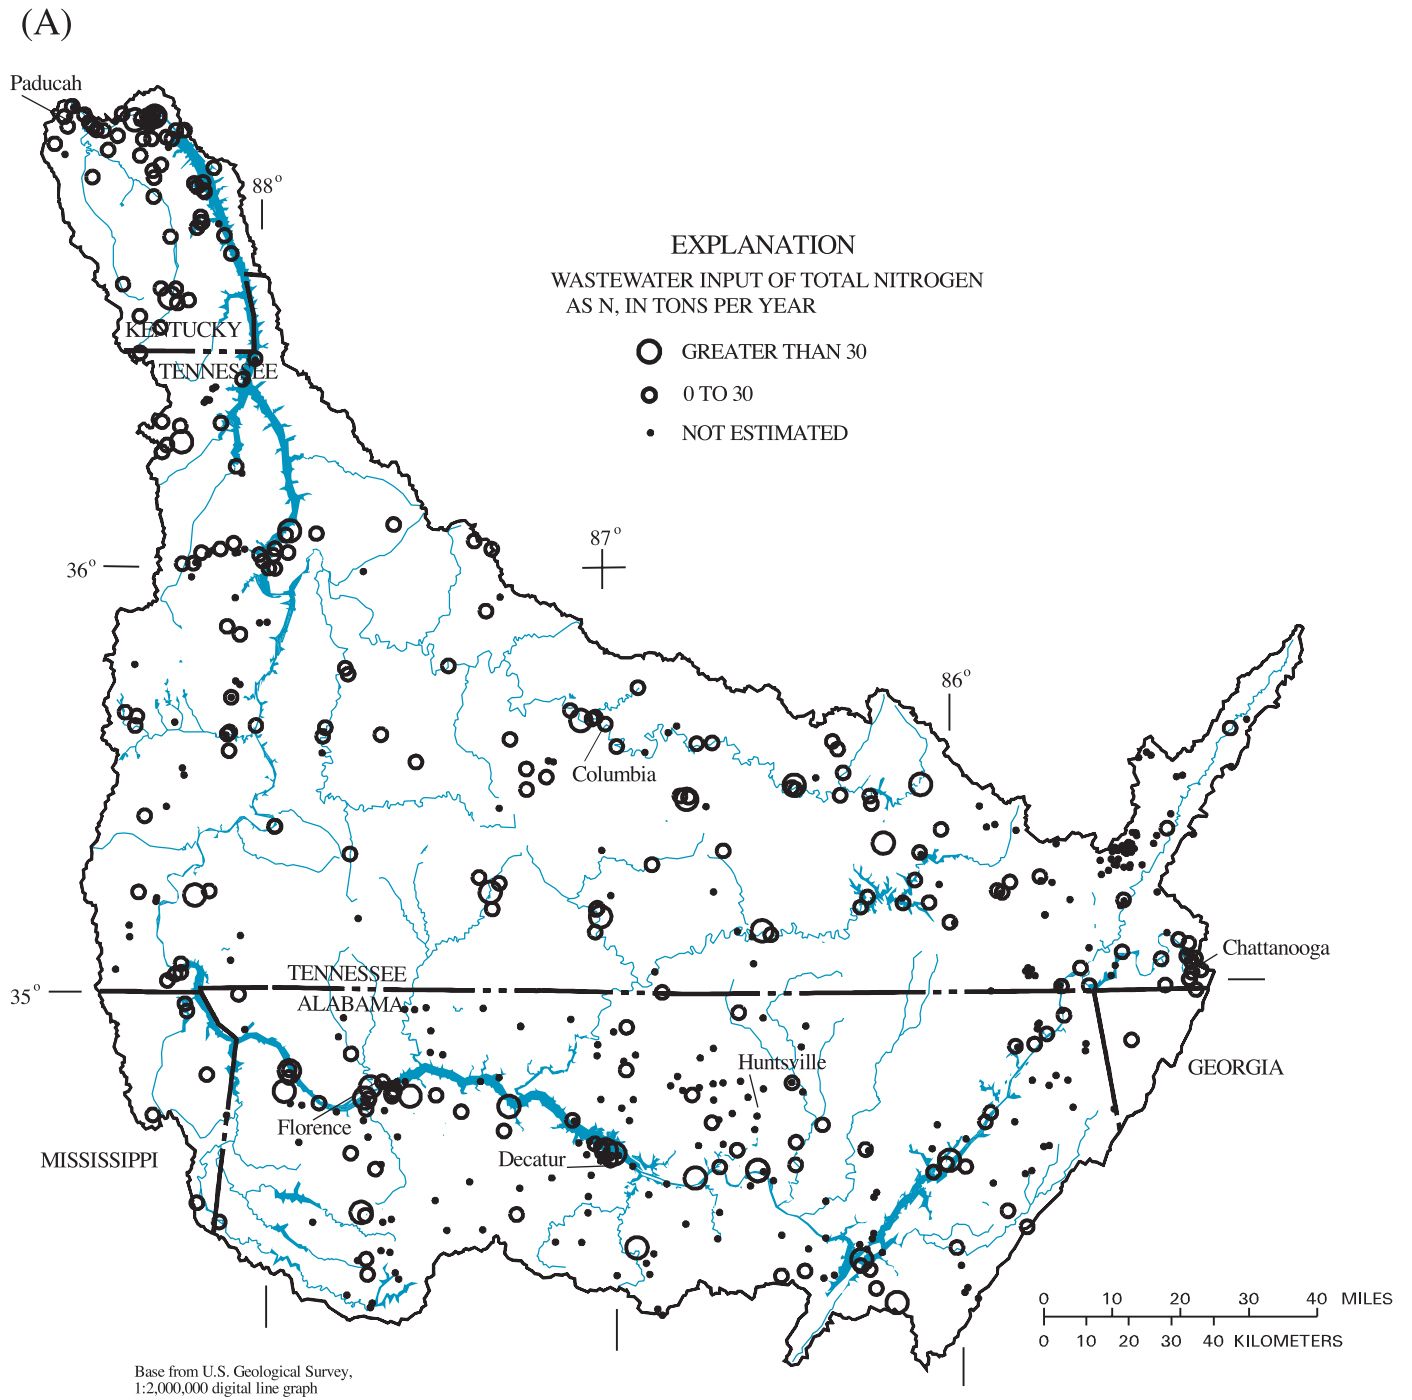 (A)
Paducah
88°
EXPLANATION
WASTEWATER INPUT OF TOTAL NITROGEN
AS N, IN TONS PER YEAR
GREATER THAN 30
0 TO 30
NOT ESTIMATED
KENTUCKY
TENNESSEE
87°
36°
86°
Columbia
Chattanooga
TENNESSEE
35°
ALABAMA
Huntsville
GEORGIA
Florence
MISSISSIPPI
Decatur
0 10 20 30 40 MILES
0 10 20 30 40 KILOMETERS
Base from U.S. Geological Survey,
1:2,000,000 digital line graph